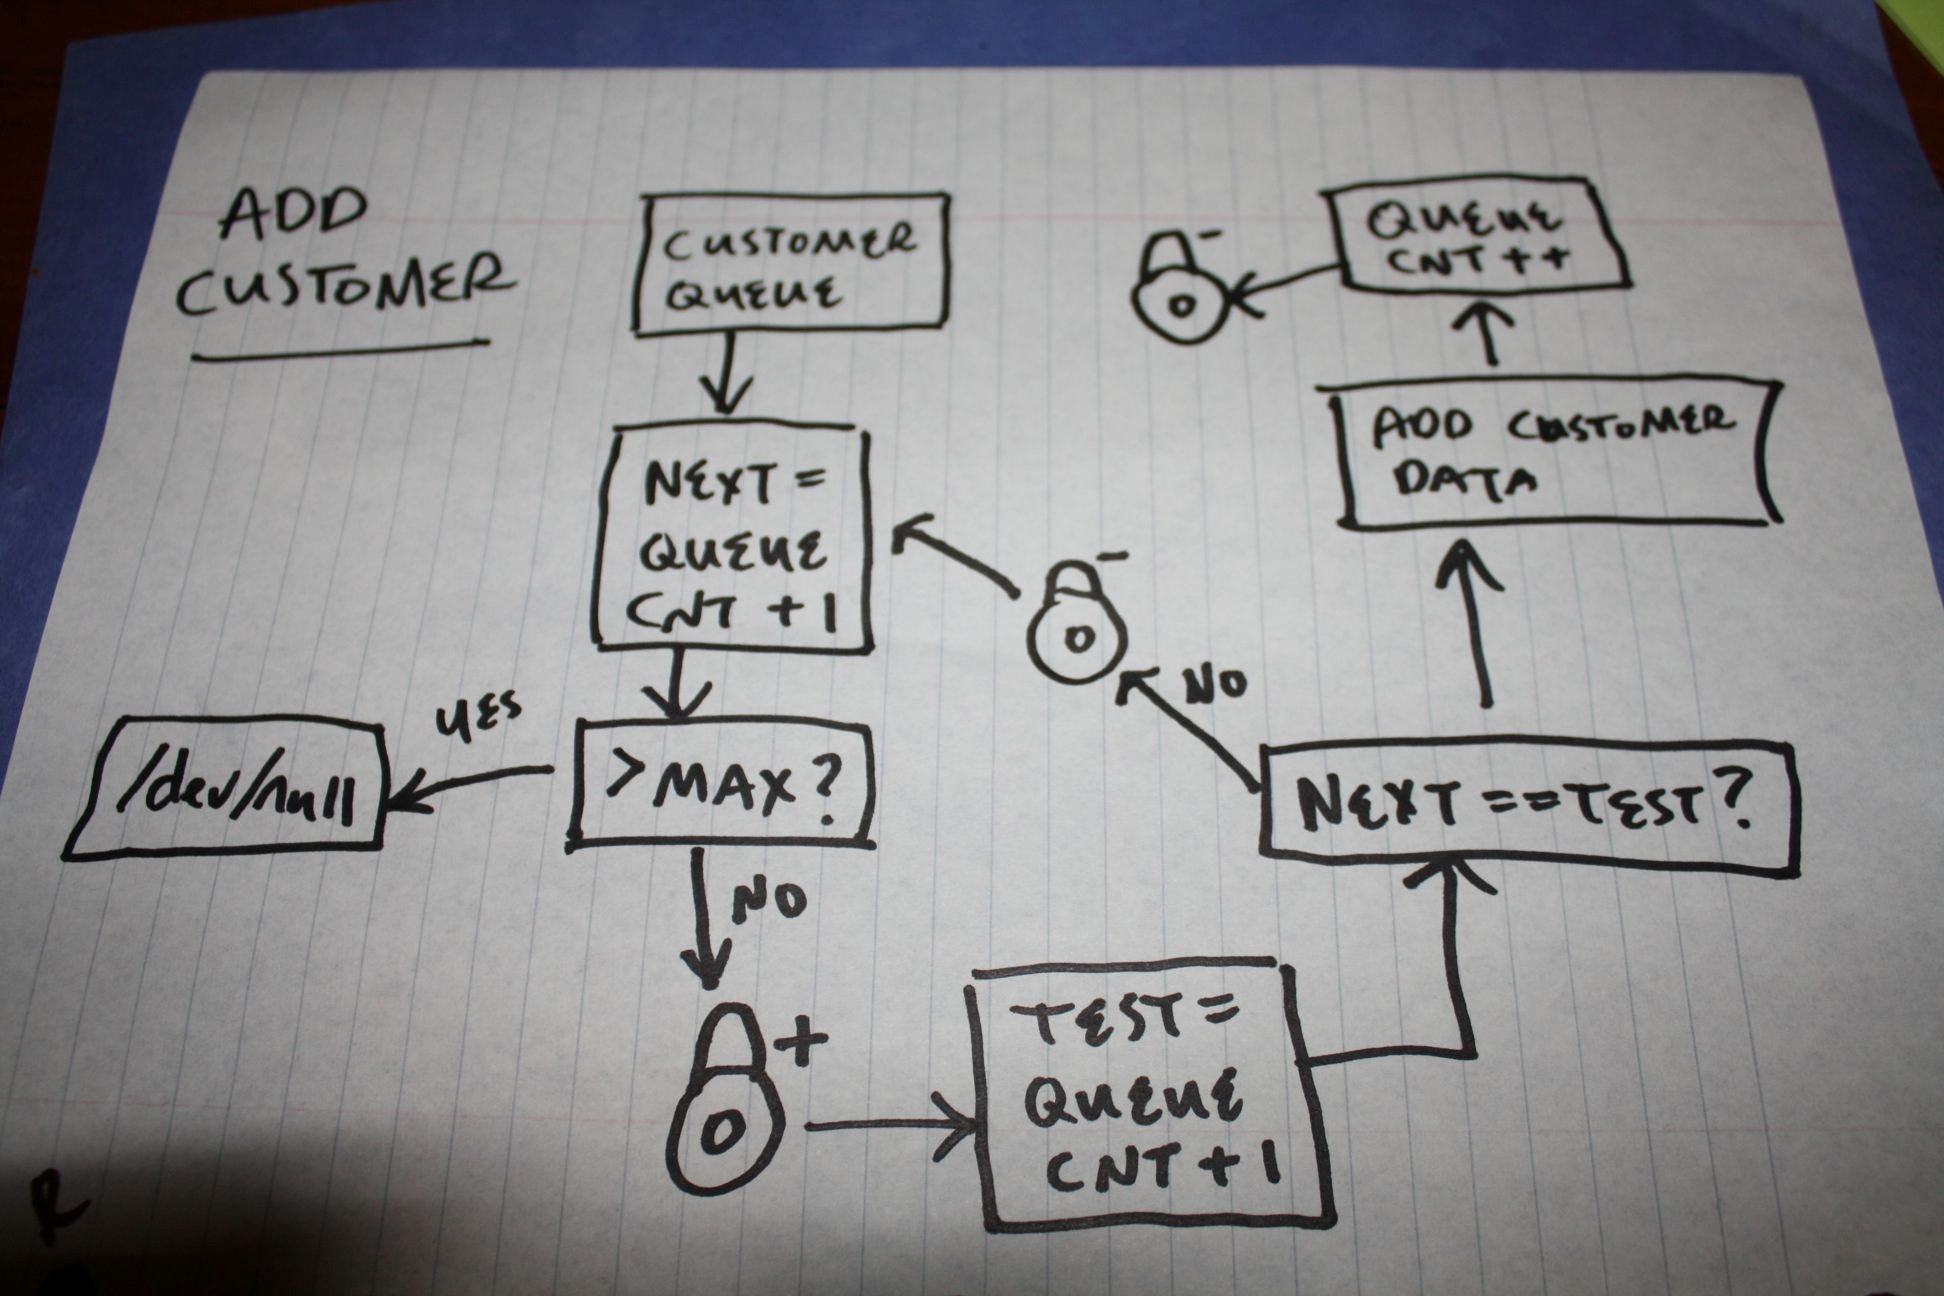 ADD
CUSTOMER
CUSTOMER
QUEUE
NEXT =
QUEUE
CNT + 1
> MAX?
YES
/dev/null
NO
+
TEST =
QUEUE
CNT + 1
NEXT == TEST?
NO
-
ADD CUSTOMER
DATA
QUEUE
CNT ++
-
R